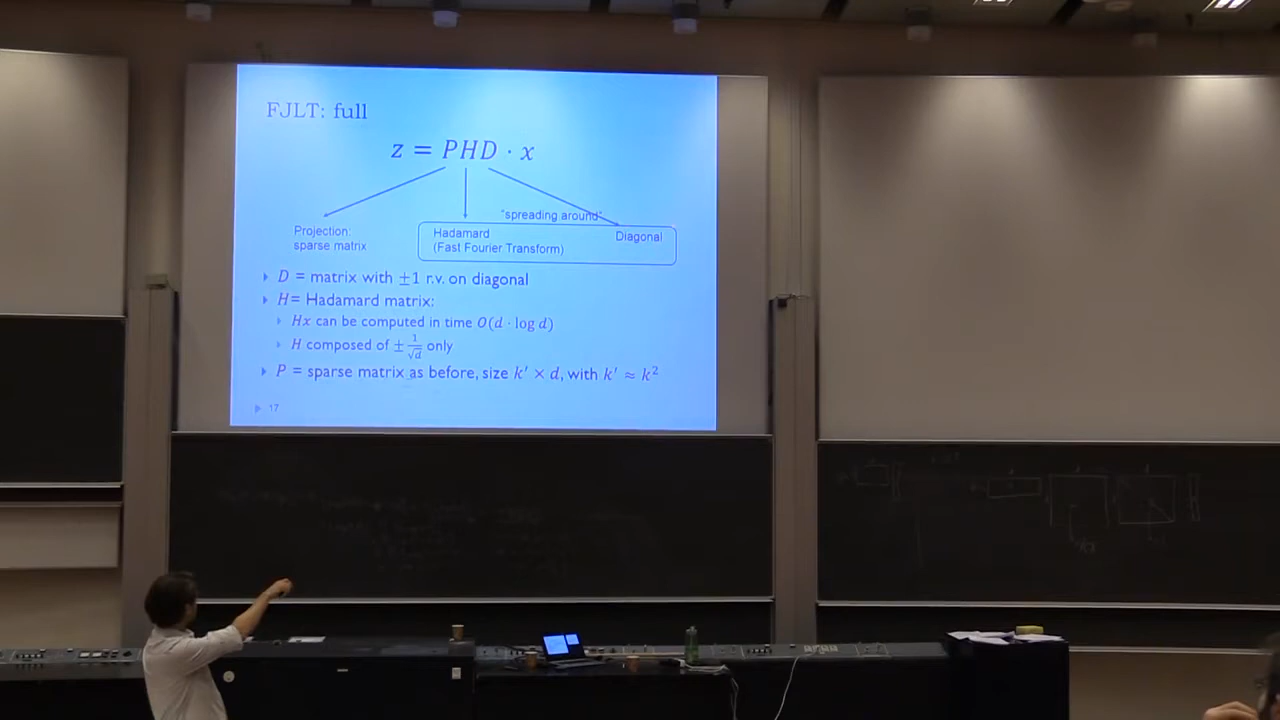 FJLT: full
z = PHD · x
"spreading around"
Projection:
sparse matrix
Hadamard
(Fast Fourier Transform)
Diagonal
D = matrix with ±1 r.v. on diagonal
H= Hadamard matrix:
Hx can be computed in time O(d · log d)
H composed of ± 1/√d only
P = sparse matrix as before, size k′ × d, with k′ ≈ k²
17